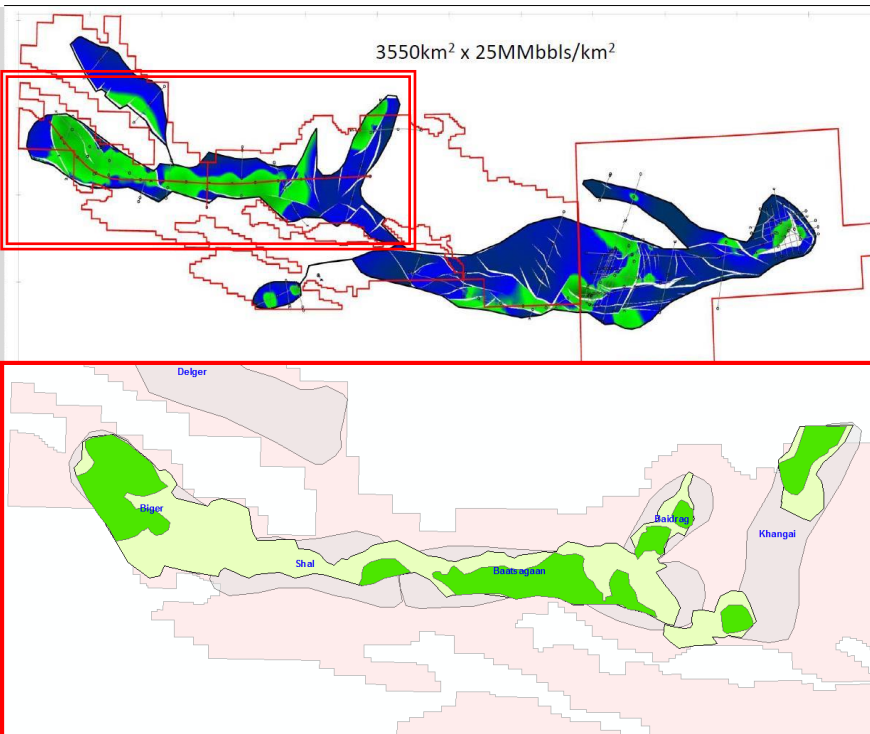 3550km² x 25MMbbls/km²
Delger
Biger
Baidrag
Khangai
Shal
Baatsagaan